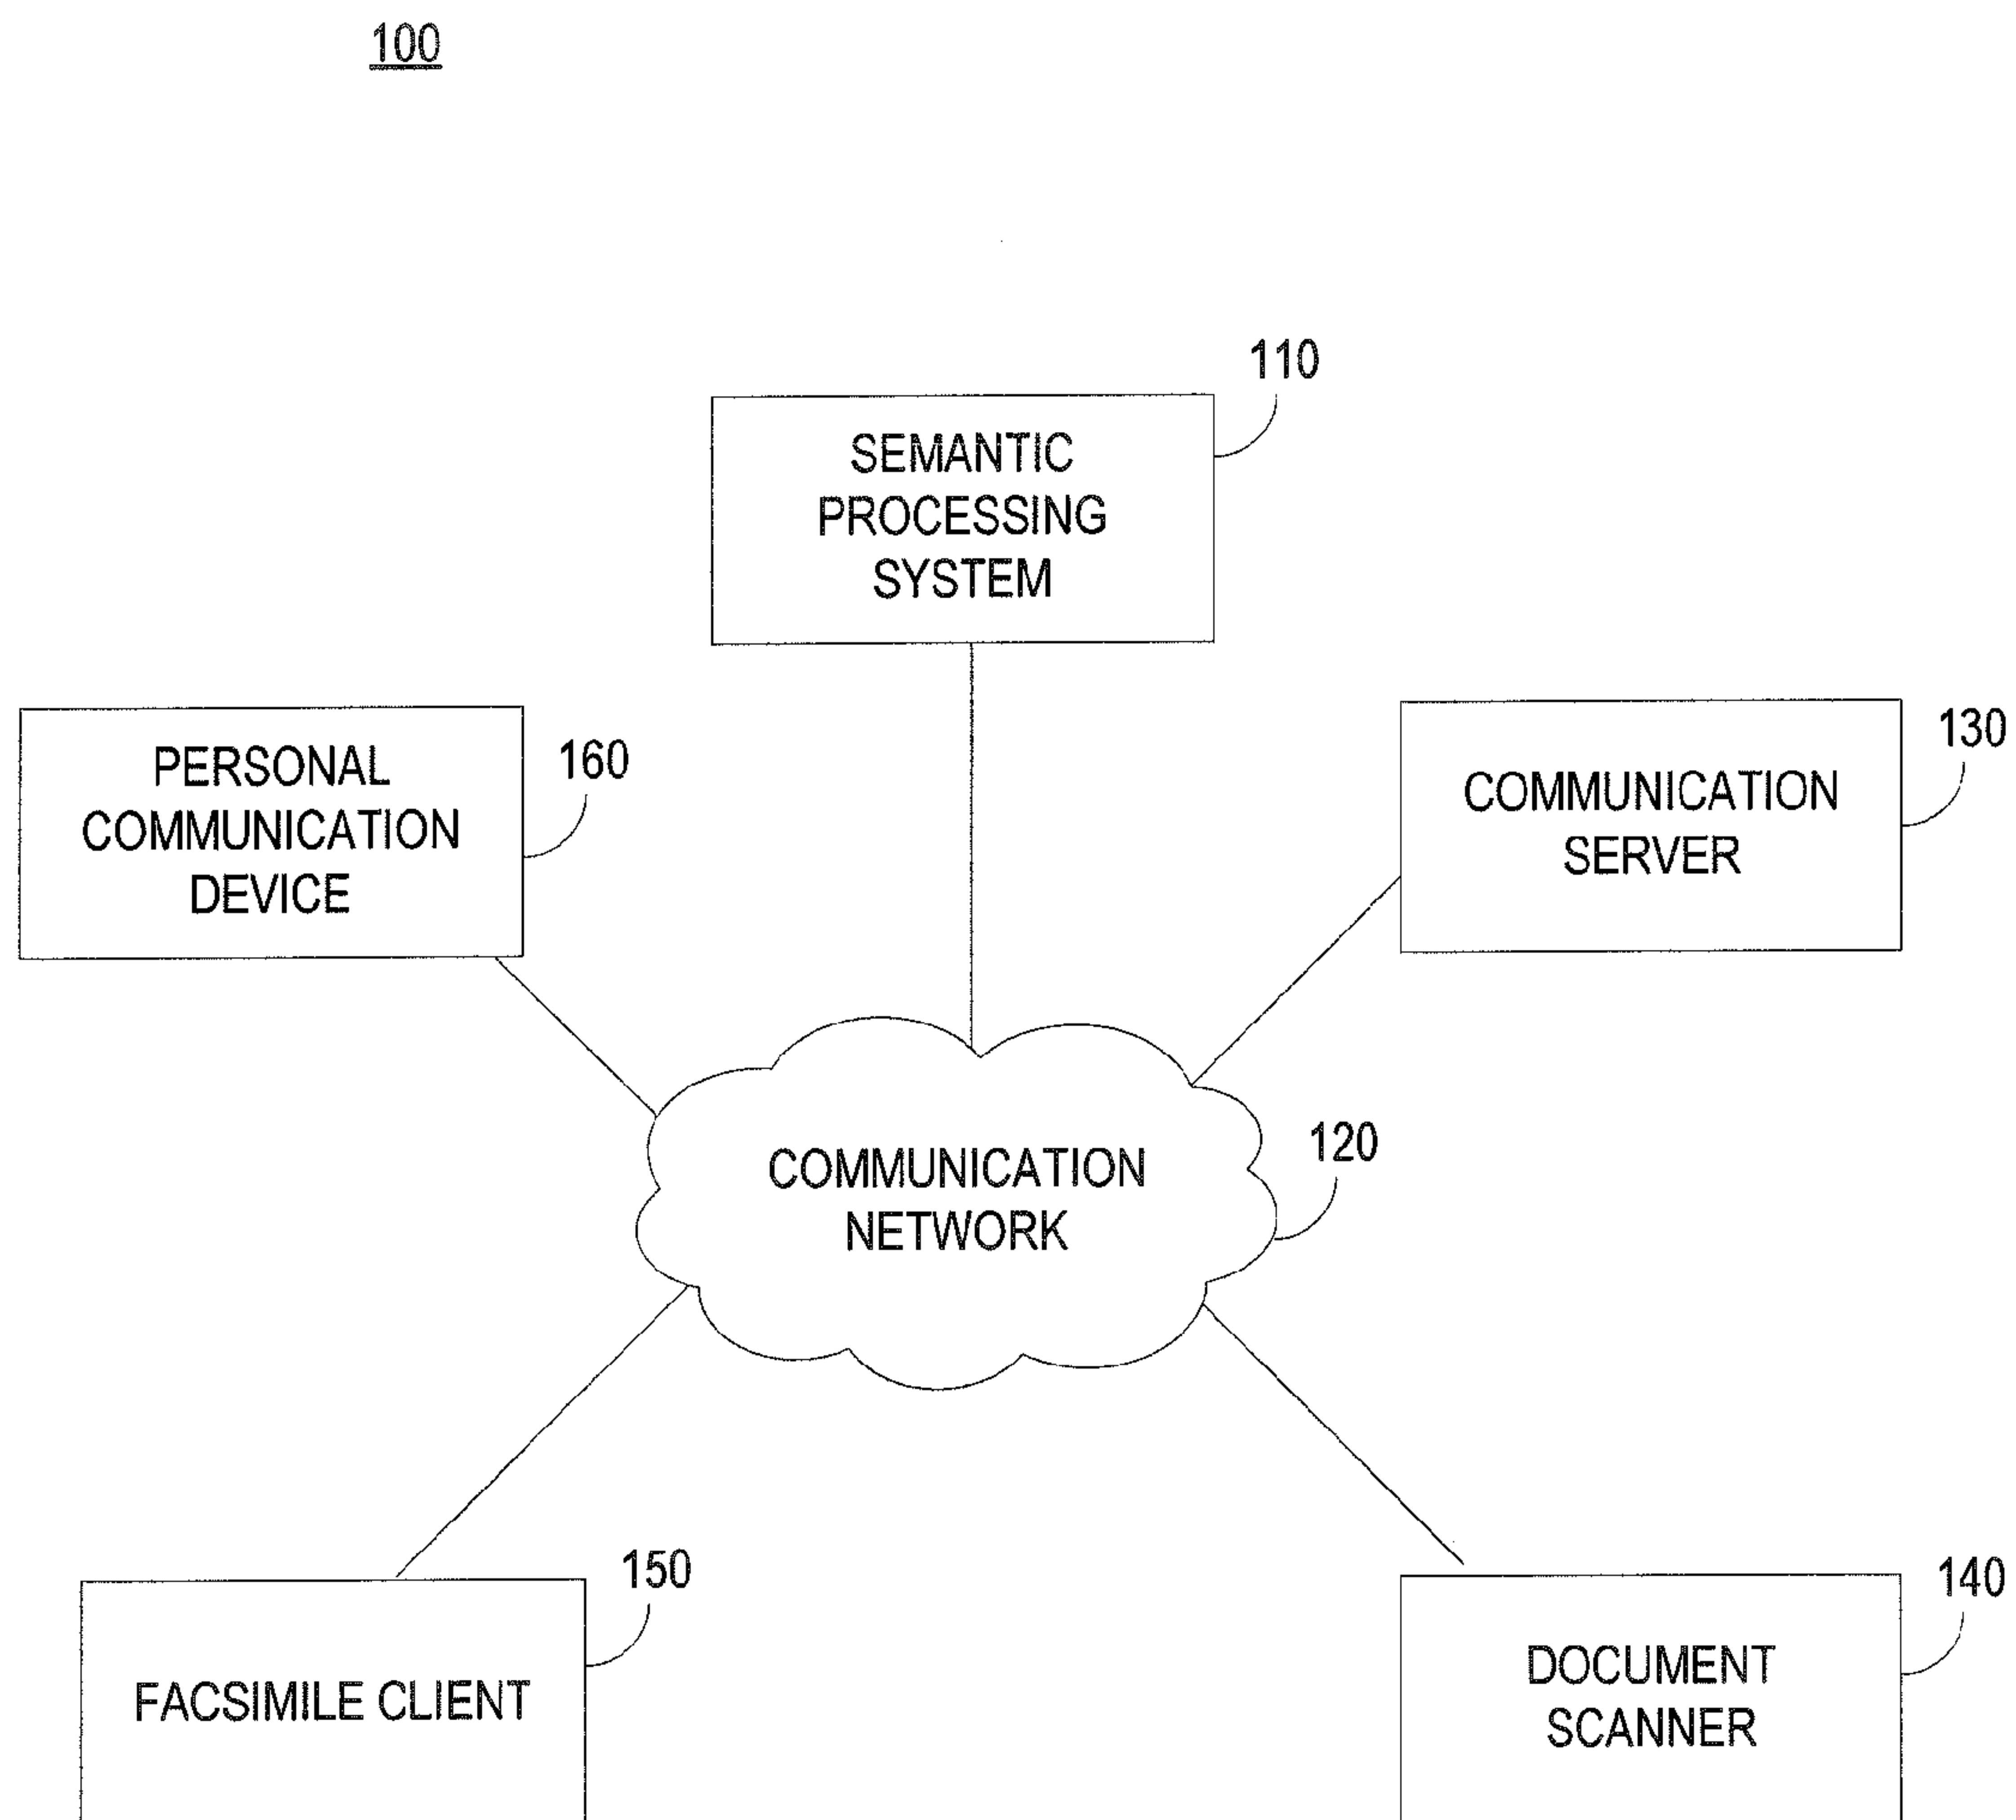 100
110
SEMANTIC
PROCESSING
SYSTEM
130
COMMUNICATION
SERVER
160
PERSONAL
COMMUNICATION
DEVICE
120
COMMUNICATION
NETWORK
150
FACSIMILE CLIENT
140
DOCUMENT
SCANNER